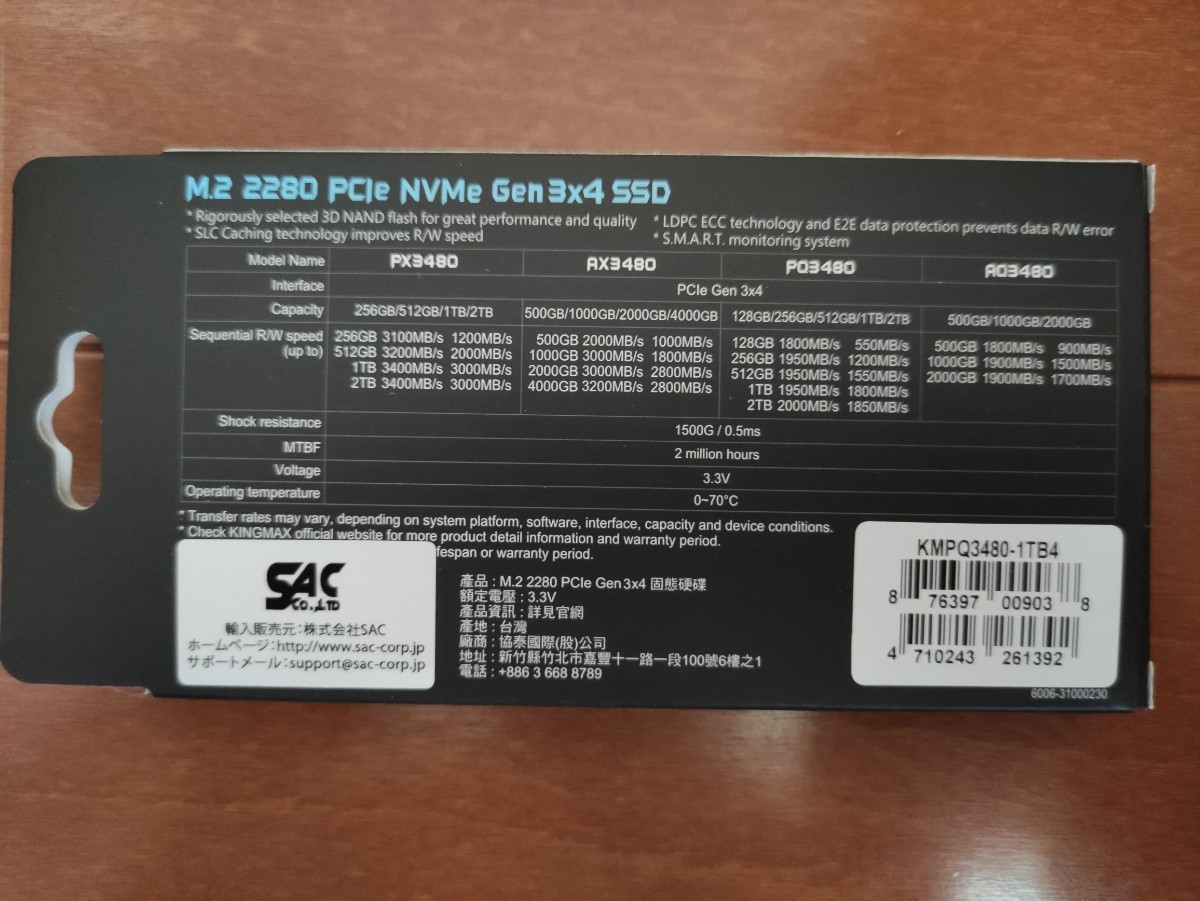 M.2 2280 PCIe NVMe Gen3x4 SSD
* Rigorously selected 3D NAND flash for great performance and quality * LDPC ECC technology and E2E data protection prevents data R/W error
* SLC Caching technology improves R/W speed * S.M.A.R.T. monitoring system
Model Name PX3480 AX3480 PQ3480 AQ3480
Interface PCIe Gen 3x4
Capacity 256GB/512GB/1TB/2TB 500GB/1000GB/2000GB/4000GB 128GB/256GB/512GB/1TB/2TB 500GB/1000GB/2000GB
Sequential R/W speed 256GB 3100MB/s 1200MB/s 500GB 2000MB/s 1000MB/s 128GB 1800MB/s 550MB/s 500GB 1800MB/s 900MB/s
(up to) 512GB 3200MB/s 2000MB/s 1000GB 3000MB/s 1800MB/s 256GB 1950MB/s 1200MB/s 1000GB 1900MB/s 1500MB/s
1TB 3400MB/s 3000MB/s 2000GB 3000MB/s 2800MB/s 512GB 1950MB/s 1550MB/s 2000GB 1900MB/s 1700MB/s
2TB 3400MB/s 3000MB/s 4000GB 3200MB/s 2800MB/s 1TB 1950MB/s 1800MB/s
2TB 2000MB/s 1850MB/s
Shock resistance 1500G / 0.5ms
MTBF 2 million hours
Voltage 3.3V
Operating temperature 0~70°C
* Transfer rates may vary, depending on system platform, software, interface, capacity and device conditions.
* Check KINGMAX official website for more product detail information and warranty period.
lifespan or warranty period.
SAC
CO.,LTD
輸入販売元:株式会社SAC
ホームページ:http://www.sac-corp.jp
サポートメール:support@sac-corp.jp
產品 : M.2 2280 PCIe Gen3x4 固態硬碟
額定電壓 : 3.3V
產品資訊 : 詳見官網
產地 : 台灣
廠商 : 協泰國際(股)公司
地址 : 新竹縣竹北市嘉豐十一路一段100號6樓之1
電話 : +886 3 668 8789
KMPQ3480-1TB4
8 76397 00903 8
4 710243 261392
6006-31000230